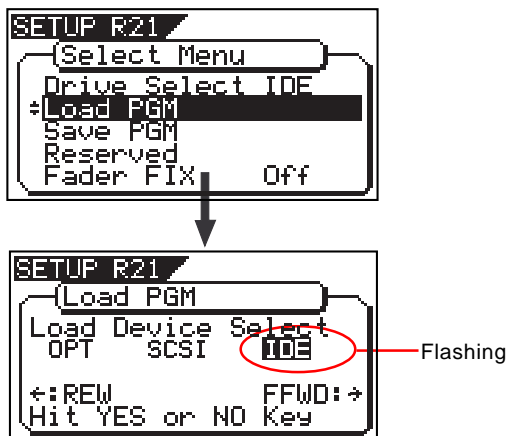 SETUP R21
Select Menu
Drive Select IDE
÷Load PGM
Save PGM
Reserved
Fader FIX Off
SETUP R21
Load PGM
Load Device Select
OPT SCSI IDE
Flashing
←:REW FFWD:→
Hit YES or NO Key